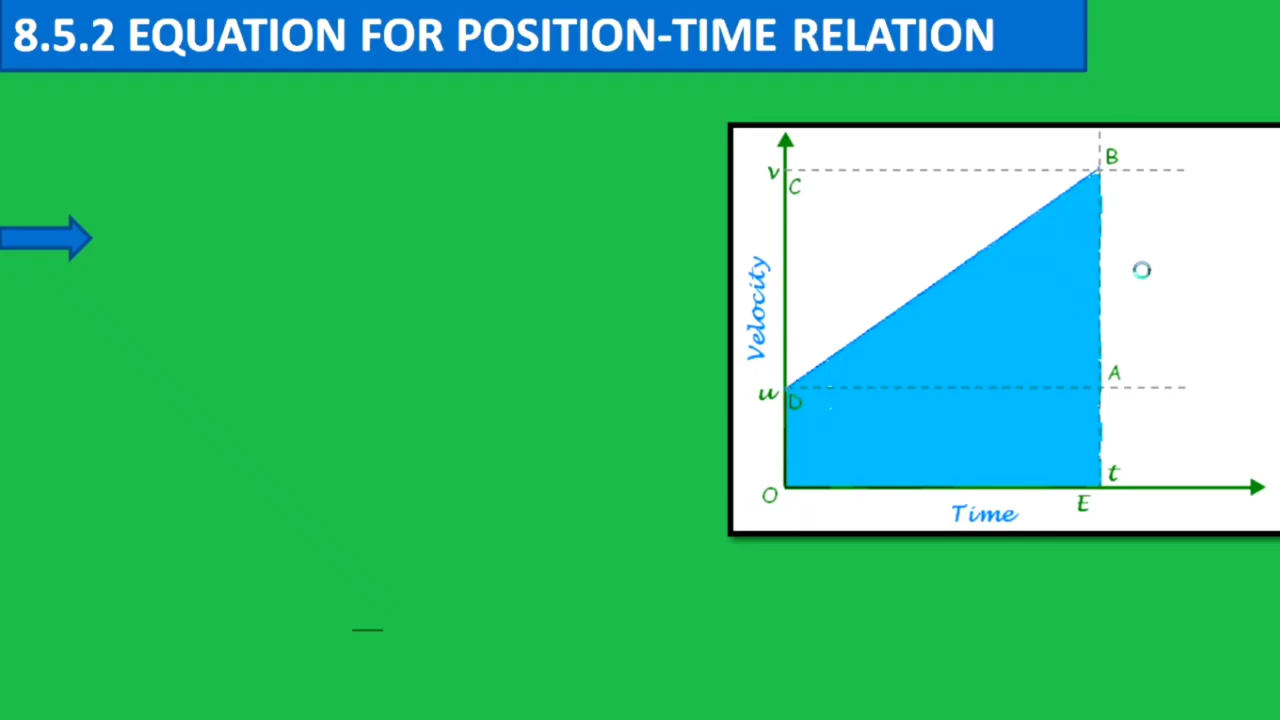 8.5.2 EQUATION FOR POSITION-TIME RELATION
B
v
C
Velocity
A
u
D
t
O
E
Time